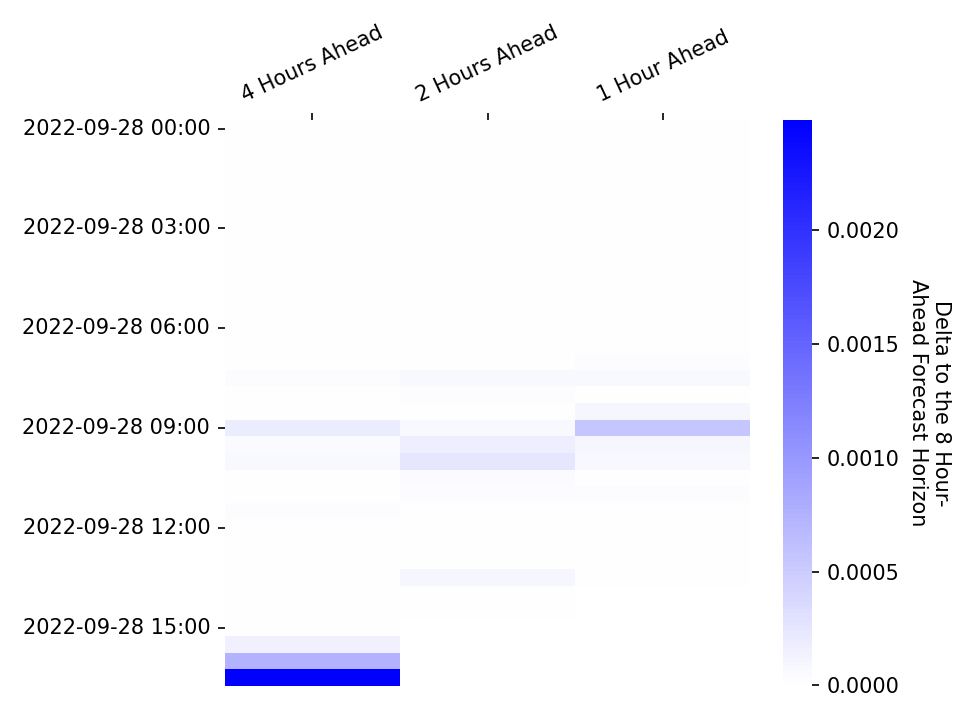 4 Hours Ahead
2 Hours Ahead
1 Hour Ahead
2022-09-28 00:00
2022-09-28 03:00
2022-09-28 06:00
2022-09-28 09:00
2022-09-28 12:00
2022-09-28 15:00
0.0020
0.0015
0.0010
0.0005
0.0000
Delta to the 8 Hour-
Ahead Forecast Horizon